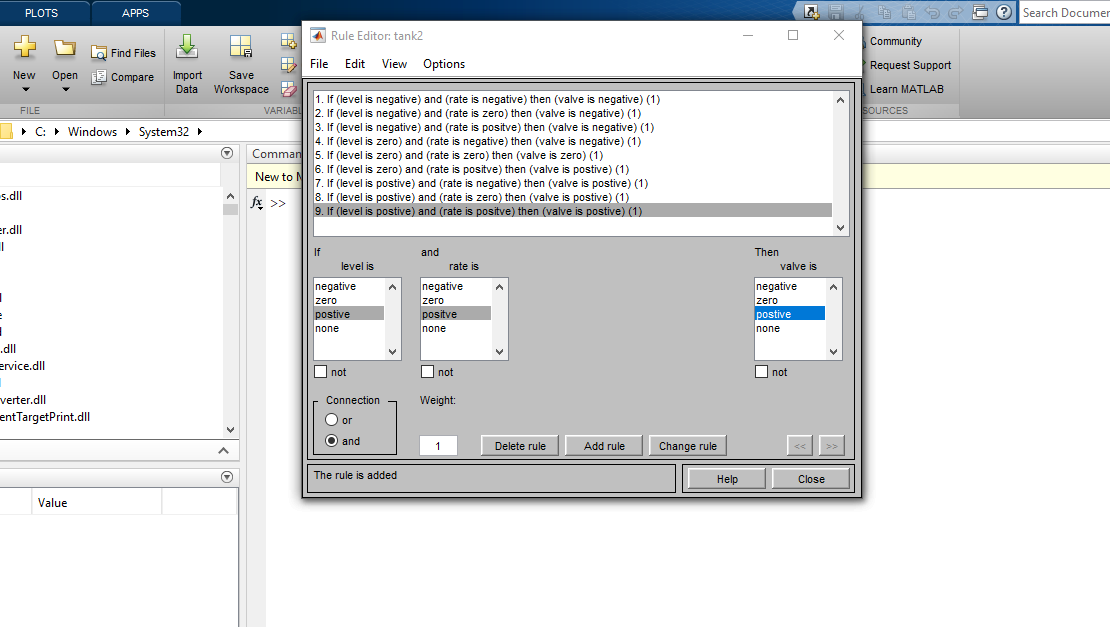 PLOTS
APPS
Search Documen
New
Open
Find Files
Compare
Import
Data
Save
Workspace
FILE
VARIABL
Community
Request Support
Learn MATLAB
SOURCES
C: Windows System32
Rule Editor: tank2
File Edit View Options
1. If (level is negative) and (rate is negative) then (valve is negative) (1)
2. If (level is negative) and (rate is zero) then (valve is negative) (1)
3. If (level is negative) and (rate is positve) then (valve is negative) (1)
4. If (level is zero) and (rate is negative) then (valve is negative) (1)
5. If (level is zero) and (rate is zero) then (valve is zero) (1)
6. If (level is zero) and (rate is positve) then (valve is postive) (1)
7. If (level is postive) and (rate is negative) then (valve is postive) (1)
8. If (level is postive) and (rate is zero) then (valve is postive) (1)
9. If (level is postive) and (rate is positve) then (valve is postive) (1)
If
level is
and
rate is
Then
valve is
negative
zero
postive
none
negative
zero
positve
none
negative
zero
postive
none
not
not
not
Connection
or
and
Weight:
1
Delete rule
Add rule
Change rule
<<
>>
The rule is added
Help
Close
Comman
New to M
fx >>
s.dll
er.dll
.dll
ervice.dll
verter.dll
entTargetPrint.dll
Value